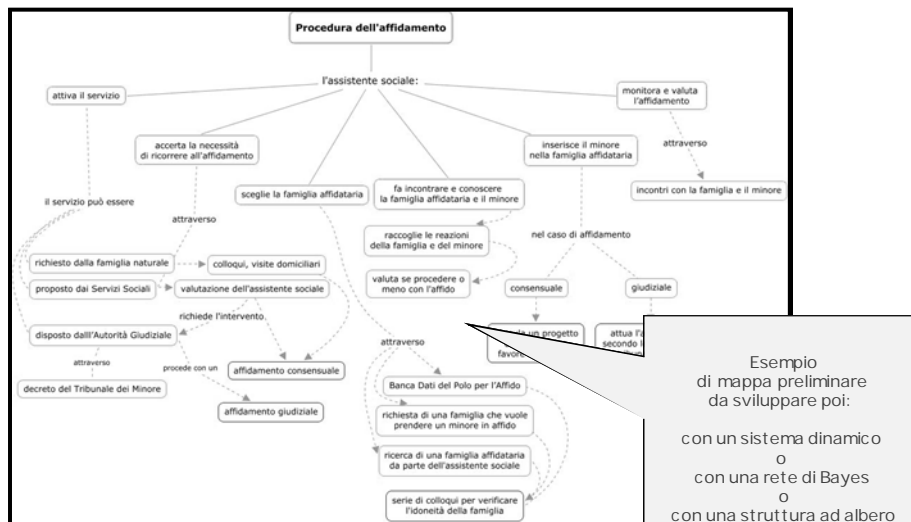 Procedura dell'affidamento
l'assistente sociale:
attiva il servizio
monitora e valuta
l'affidamento
accerta la necessità
di ricorrere all'affidamento
inserisce il minore
nella famiglia affidataria
attraverso
sceglie la famiglia affidataria
fa incontrare e conoscere
la famiglia affidataria e il minore
incontri con la famiglia e il minore
il servizio può essere
attraverso
raccoglie le reazioni
della famiglia e del minore
nel caso di affidamento
richiesto dalla famiglia naturale
colloqui, visite domiciliari
valuta se procedere o
meno con l'affido
proposto dai Servizi Sociali
valutazione dell'assistente sociale
consensuale
giudiziale
richiede l'intervento
disposto dalll'Autorità Giudiziale
attraverso
un progetto
favore
attua
secondo
attraverso
procede con un
affidamento consensuale
decreto del Tribunale dei Minore
Banca Dati del Polo per l'Affido
affidamento giudiziale
richiesta di una famiglia che vuole
prendere un minore in affido
ricerca di una famiglia affidataria
da parte dell'assistente sociale
serie di colloqui per verificare
l'idoneità della famiglia
Esempio
di mappa preliminare
da sviluppare poi:
con un sistema dinamico
o
con una rete di Bayes
o
con una struttura ad albero